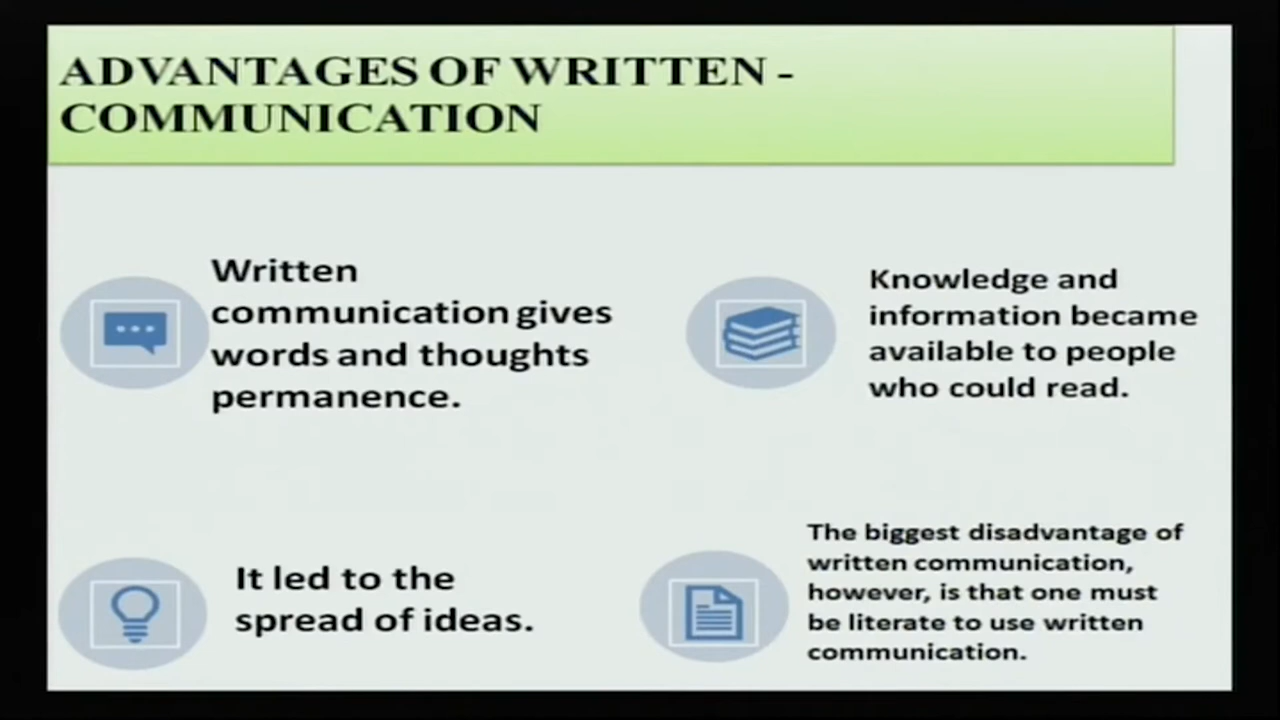 ADVANTAGES OF WRITTEN -
COMMUNICATION
Written
communication gives
words and thoughts
permanence.
Knowledge and
information became
available to people
who could read.
It led to the
spread of ideas.
The biggest disadvantage of
written communication,
however, is that one must
be literate to use written
communication.